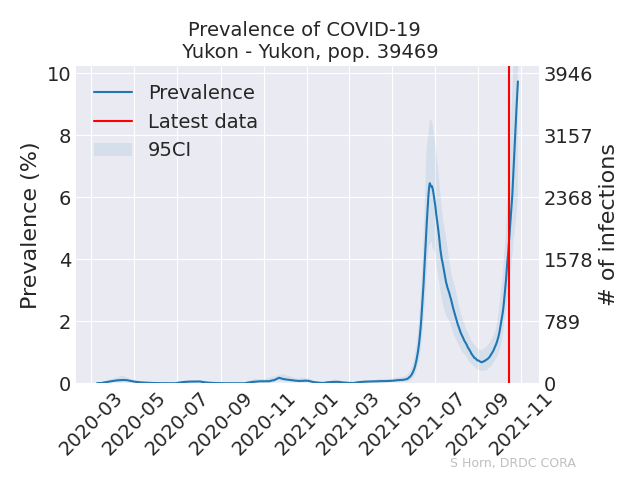 Prevalence of COVID-19
Yukon - Yukon, pop. 39469
Prevalence (%)
10
8
6
4
2
0
Prevalence
Latest data
95CI
3946
3157
2368
1578
789
0
# of infections
2020-03
2020-05
2020-07
2020-09
2020-11
2021-01
2021-03
2021-05
2021-07
2021-09
2021-11
S Horn, DRDC CORA